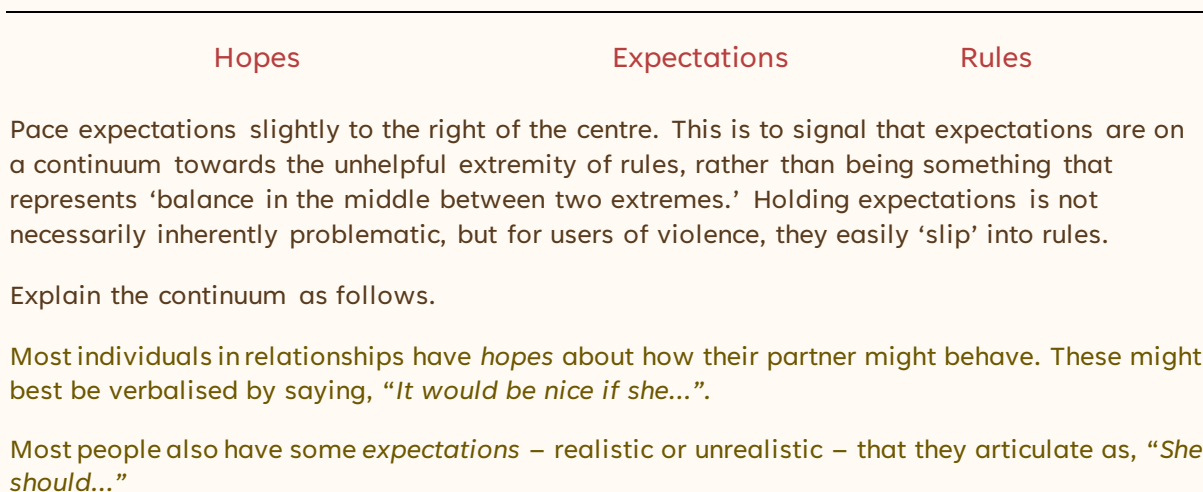 Hopes Expectations Rules
Pace expectations slightly to the right of the centre. This is to signal that expectations are on
a continuum towards the unhelpful extremity of rules, rather than being something that
represents ‘balance in the middle between two extremes.’ Holding expectations is not
necessarily inherently problematic, but for users of violence, they easily ‘slip’ into rules.
Explain the continuum as follows.
Most individuals in relationships have hopes about how their partner might behave. These might
best be verbalised by saying, “It would be nice if she...”.
Most people also have some expectations – realistic or unrealistic – that they articulate as, “She
should...”